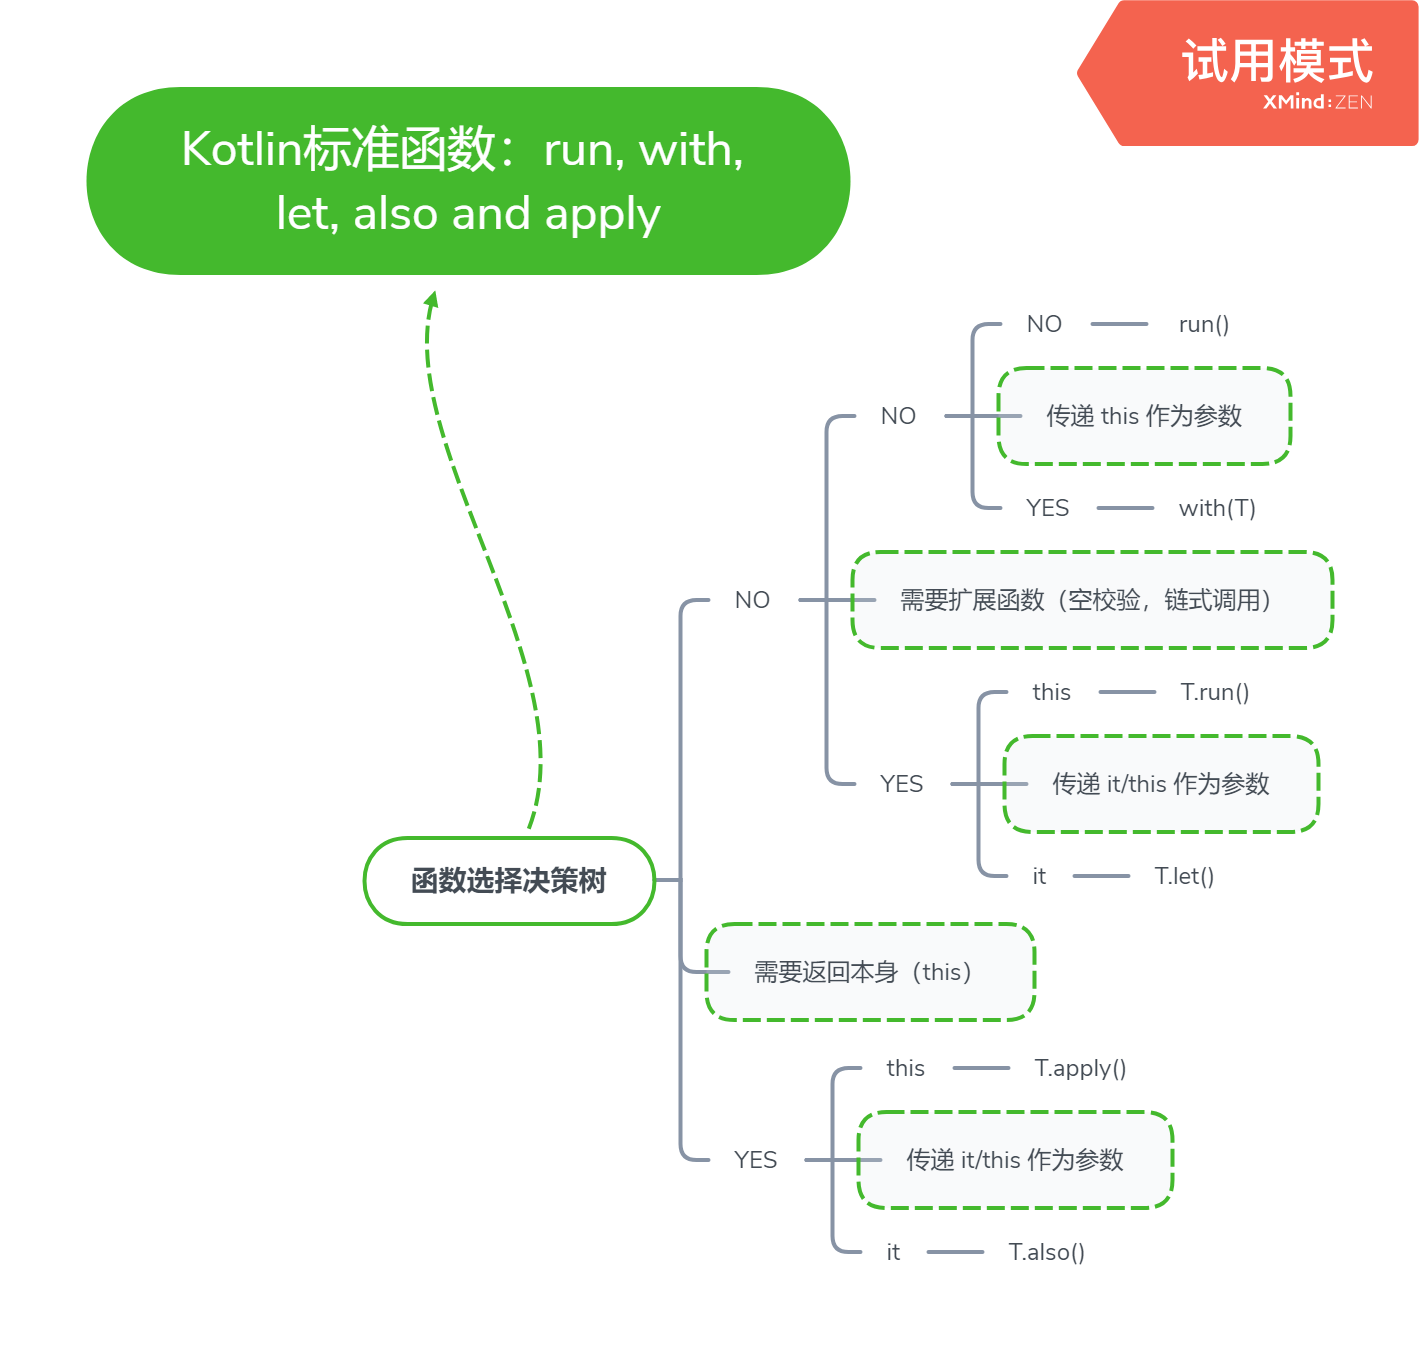 试用模式
XMind:ZEN
Kotlin标准函数：run, with,
let, also and apply
NO
run()
NO
传递 this 作为参数
YES
with(T)
NO
需要扩展函数（空校验，链式调用）
this
T.run()
YES
传递 it/this 作为参数
it
T.let()
函数选择决策树
需要返回本身（this）
this
T.apply()
YES
传递 it/this 作为参数
it
T.also()